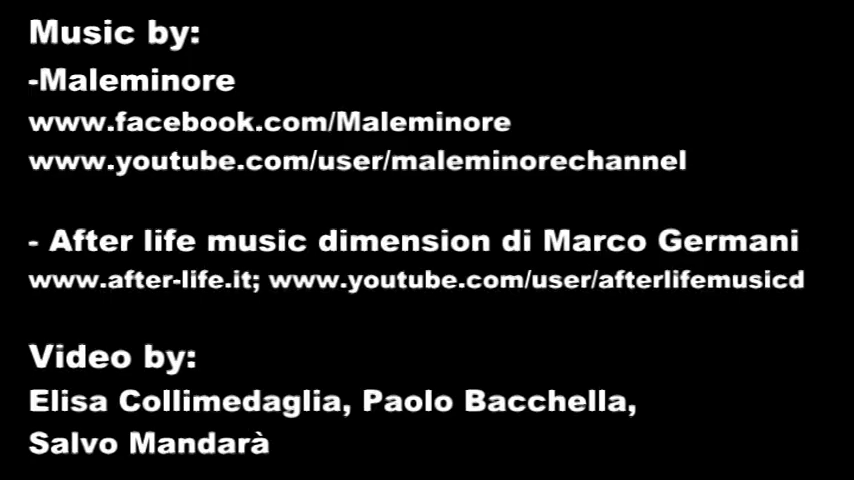 Music by:
-Maleminore
www.facebook.com/Maleminore
www.youtube.com/user/maleminorechannel
- After life music dimension di Marco Germani
www.after-life.it; www.youtube.com/user/afterlifemusicd
Video by:
Elisa Collimedaglia, Paolo Bacchella,
Salvo Mandarà